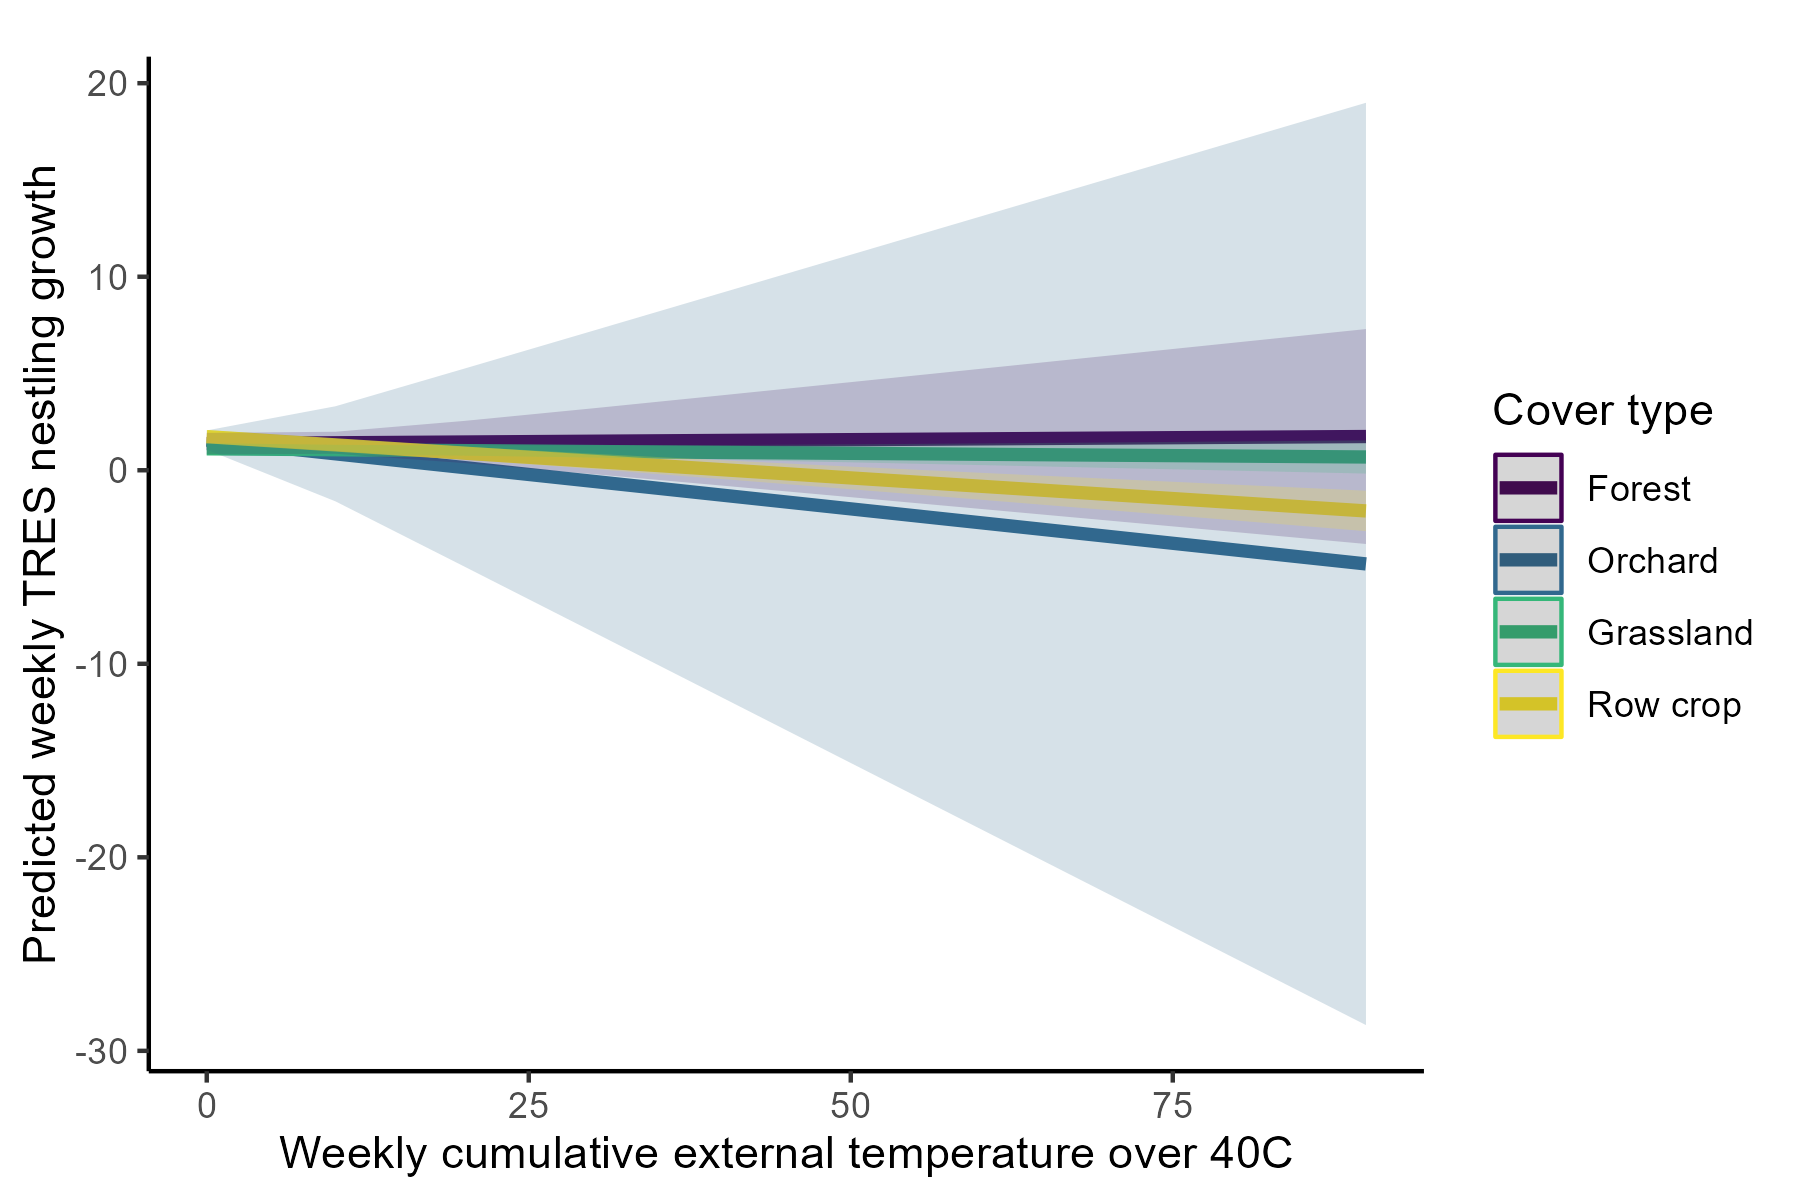 Predicted weekly TRES nestling growth
20
10
0
-10
-20
-30
0 25 50 75
Weekly cumulative external temperature over 40C
Cover type
Forest
Orchard
Grassland
Row crop